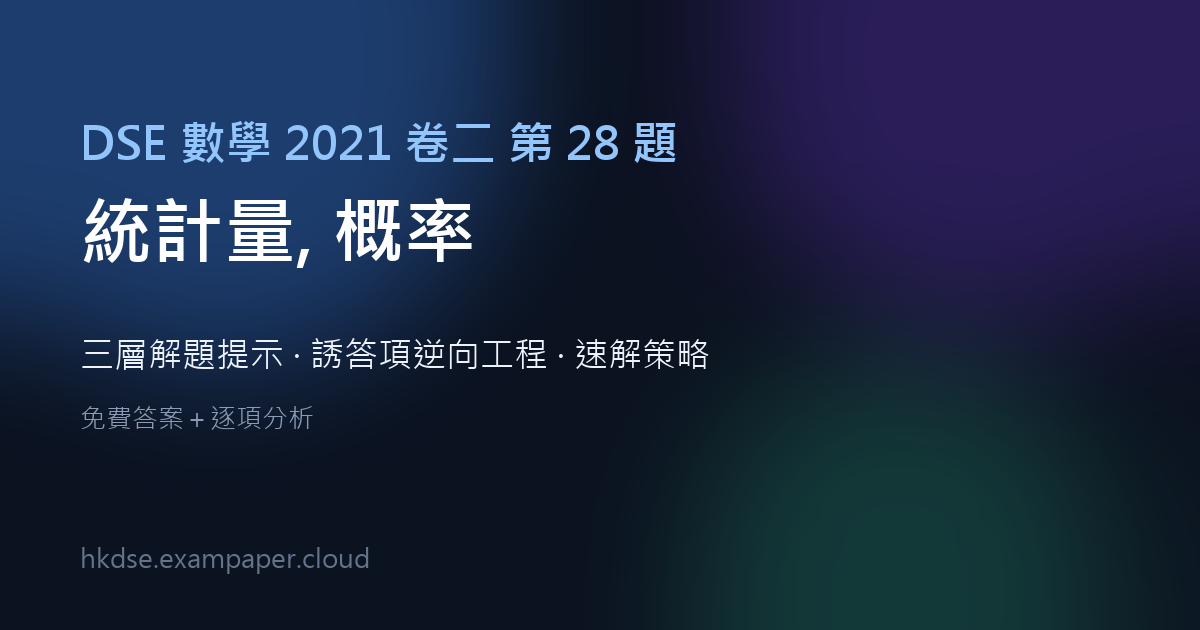 DSE 數學 2021 卷二 第 28 題
統計量, 概率
三層解題提示 · 誘答項逆向工程 · 速解策略
免費答案 + 逐項分析
hkdse.exampaper.cloud